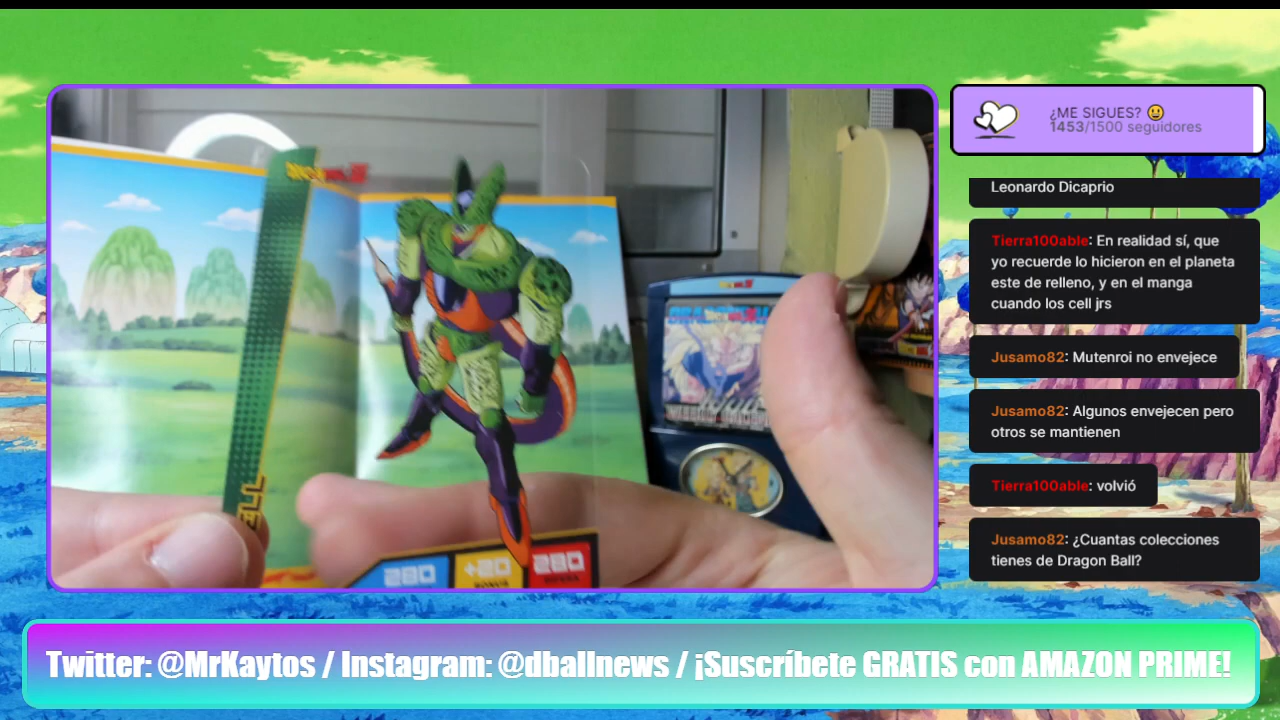 ¿ME SIGUES?
1453/1500 seguidores
Leonardo Dicaprio
Tierra100able: En realidad sí, que
yo recuerde lo hicieron en el planeta
este de relleno, y en el manga
cuando los cell jrs
Jusamo82: Mutenroi no envejece
Jusamo82: Algunos envejecen pero
otros se mantienen
Tierra100able: volvió
Jusamo82: ¿Cuantas colecciones
tienes de Dragon Ball?
280
+20
BONUS
280
Twitter: @MrKaytos / Instagram: @dballnews / ¡Suscríbete GRATIS con AMAZON PRIME!